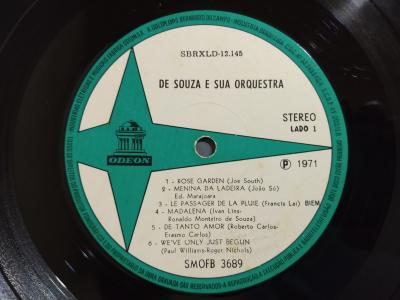 SBRXLD-12.145
DE SOUZA E SUA ORQUESTRA
STEREO
LADO 1
ODEON
P 1971
1 - ROSE GARDEN (Joe South)
2 - MENINA DA LADEIRA (João Só)
Ed. Marajoara
3 - LE PASSAGER DE LA PLUIE (Francis Lai) BIEM
4 - MADALENA (Ivan Lins-
Ronaldo Monteiro de Souza)
5 - DE TANTO AMOR (Roberto Carlos-
Erasmo Carlos)
6 - WE'VE ONLY JUST BEGUN
(Paul Williams-Roger Nichols)
SMOFB 3689